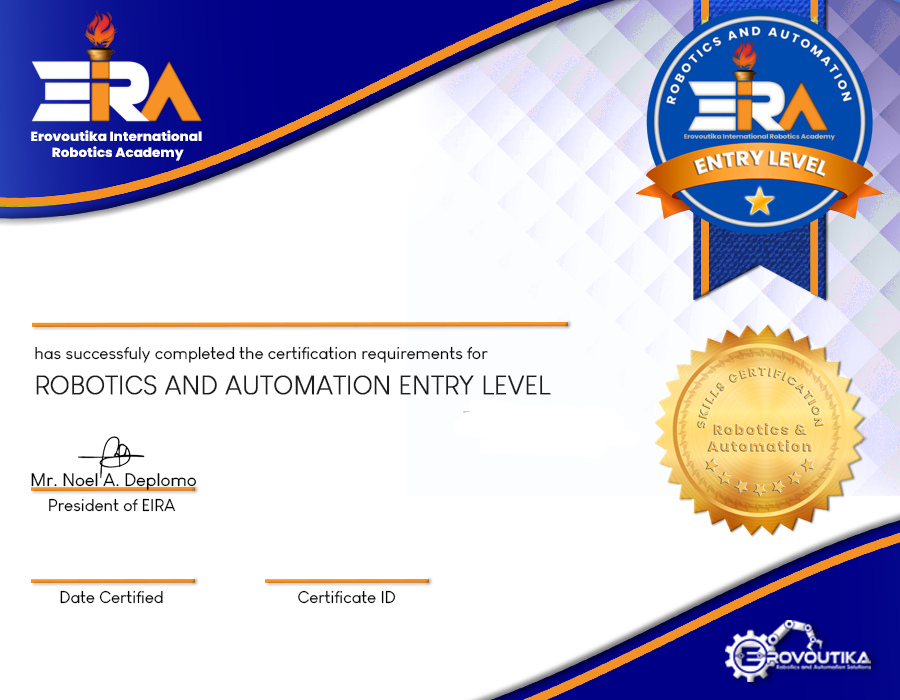 EIRA
Erovoutika International
Robotics Academy
ROBOTICS AND AUTOMATION
EIRA
Erovoutika International Robotics Academy
ENTRY LEVEL
has successfuly completed the certification requirements for
ROBOTICS AND AUTOMATION ENTRY LEVEL
SKILLS CERTIFICATION
Robotics &
Automation
Mr. Noel A. Deplomo
President of EIRA
Date Certified
Certificate ID
EROVOUTIKA
Robotics and Automation Solutions